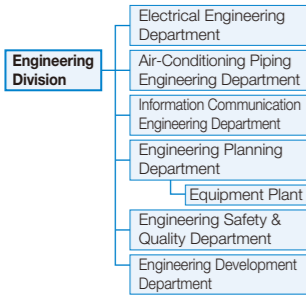 Engineering
Division
Electrical Engineering
Department
Air-Conditioning Piping
Engineering Department
Information Communication
Engineering Department
Engineering Planning
Department
Equipment Plant
Engineering Safety &
Quality Department
Engineering Development
Department